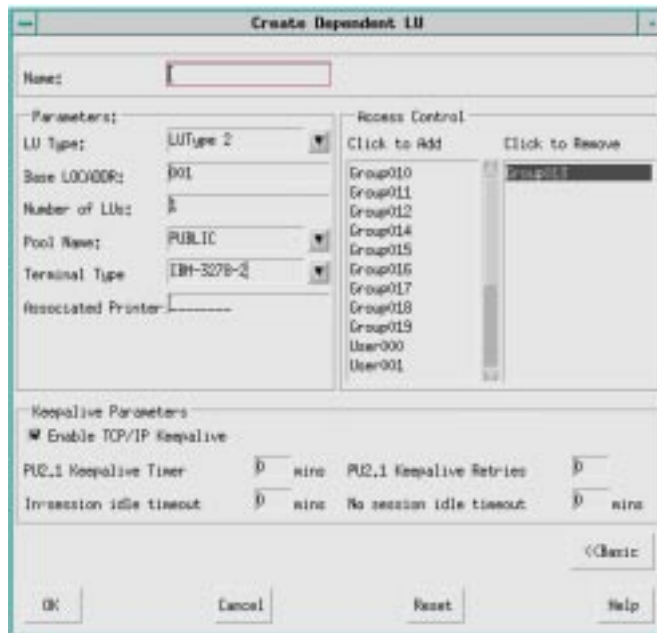 Create Dependent LU
Name:
Parameters:
LU Type: LUType 2
Base LOCADDR: 001
Number of LUs:
Pool Name: PUBLIC
Terminal Type IBM-3278-2
Associated Printer
Access Control
Click to Add
Click to Remove
Group010
Group011
Group012
Group014
Group015
Group016
Group017
Group018
Group019
User000
User001
Group013
Keepalive Parameters
Enable TCP/IP Keepalive
PU2.1 Keepalive Timer 0 mins
PU2.1 Keepalive Retries 0
In-session idle timeout 0 mins
No session idle timeout 0 mins
<<Basic
OK
Cancel
Reset
Help